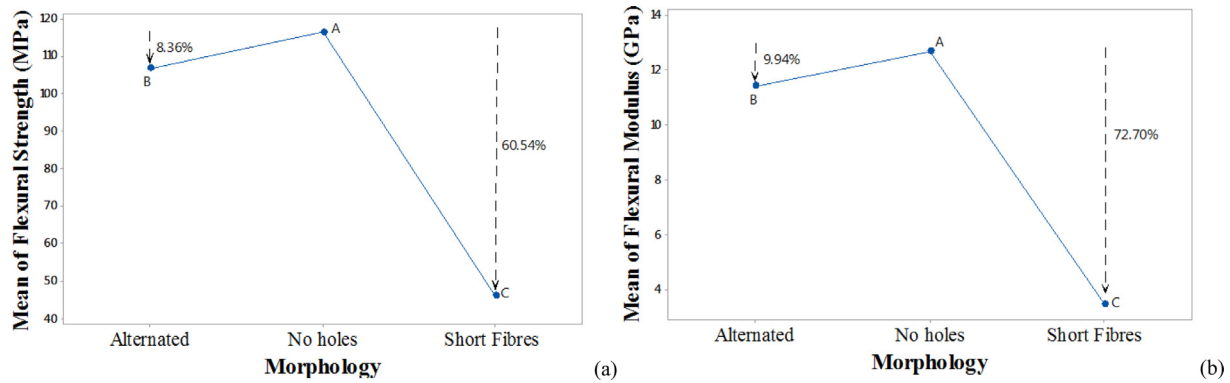 Mean of Flexural Strength (MPa)
120
110
100
90
80
70
60
50
40
8.36%
B
A
60.54%
C
Alternated No holes Short Fibres
Morphology
(a)
Mean of Flexural Modulus (GPa)
14
12
10
8
6
4
9.94%
B
A
72.70%
C
Alternated No holes Short Fibres
Morphology
(b)